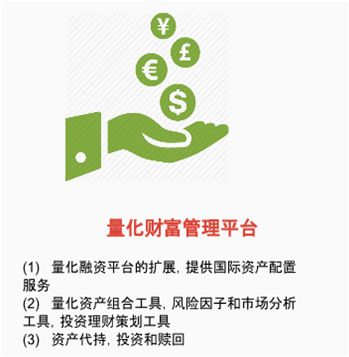 ¥
£
€
$
量化财富管理平台
(1) 量化融资平台的扩展, 提供国际资产配置
服务
(2) 量化资产组合工具, 风险因子和市场分析
工具, 投资理财策划工具
(3) 资产代持, 投资和赎回